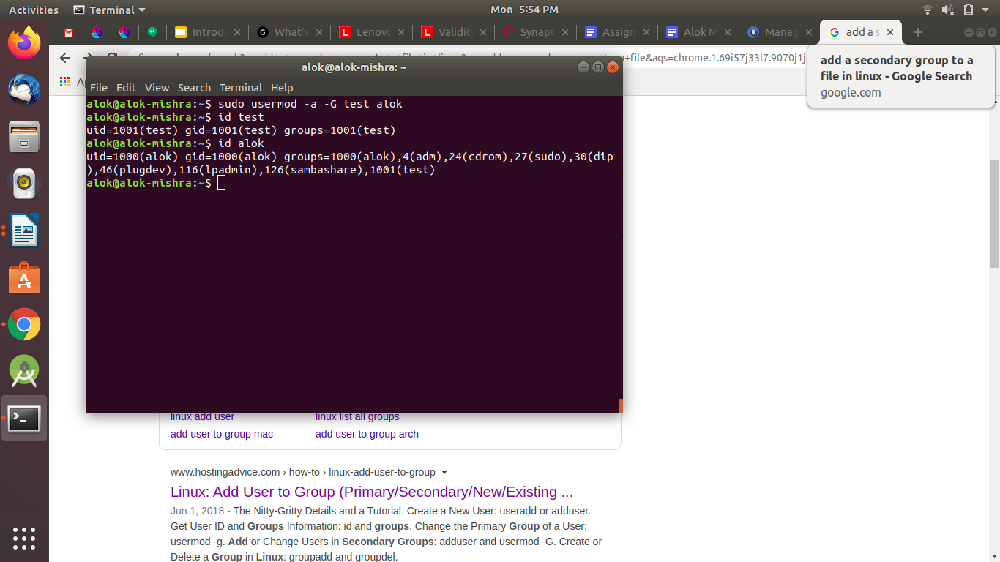 Activities
Terminal
Mon 5:54 PM
Introdu
What's
Lenovo
Validity
Synapt
Assign
Alok M
Manag
add a s
add a secondary group to a
file in linux - Google Search
google.com
alok@alok-mishra: ~
File Edit View Search Terminal Help
alok@alok-mishra:~$ sudo usermod -a -G test alok
alok@alok-mishra:~$ id test
uid=1001(test) gid=1001(test) groups=1001(test)
alok@alok-mishra:~$ id alok
uid=1000(alok) gid=1000(alok) groups=1000(alok),4(adm),24(cdrom),27(sudo),30(dip
),46(plugdev),116(lpadmin),126(sambashare),1001(test)
alok@alok-mishra:~$
linux add user
linux list all groups
add user to group mac
add user to group arch
www.hostingadvice.com › how-to › linux-add-user-to-group
Linux: Add User to Group (Primary/Secondary/New/Existing ...
Jun 1, 2018 - The Nitty-Gritty Details and a Tutorial. Create a New User: useradd or adduser.
Get User ID and Groups Information: id and groups. Change the Primary Group of a User:
usermod -g. Add or Change Users in Secondary Groups: adduser and usermod -G. Create or
Delete a Group in Linux: groupadd and groupdel.